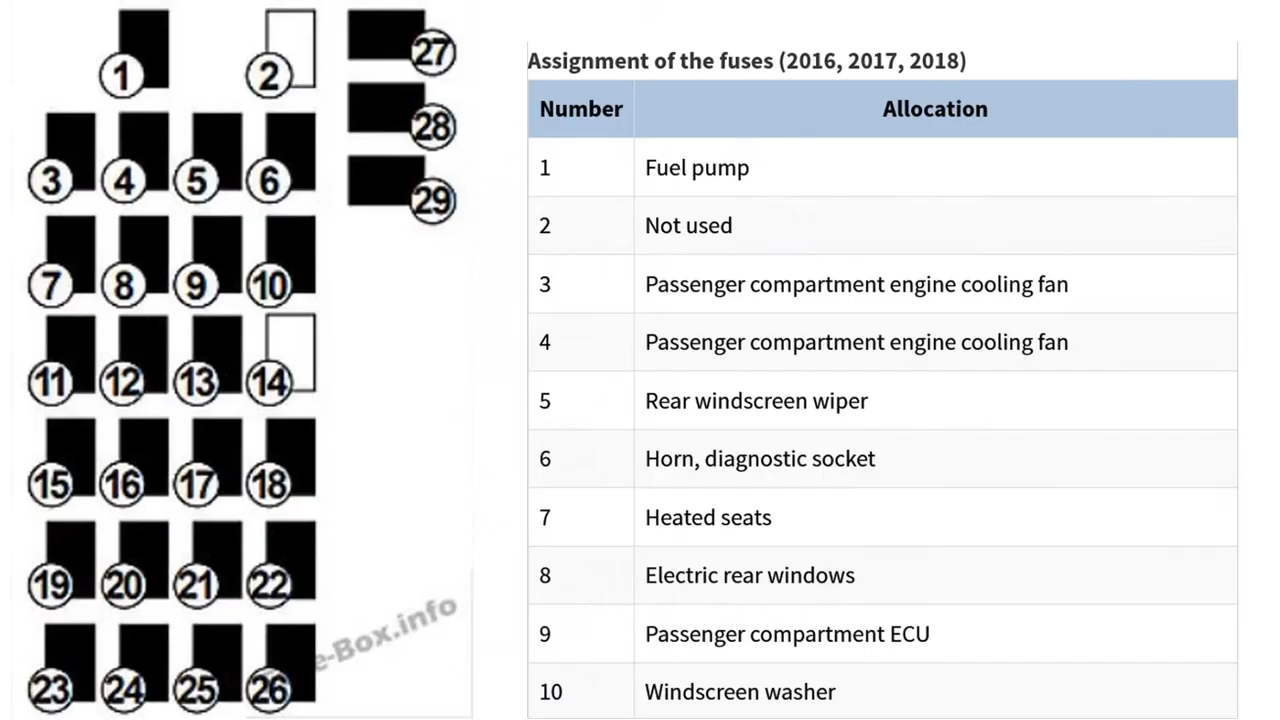 1
2
27
28
3
4
5
6
29
7
8
9
10
11
12
13
14
15
16
17
18
19
20
21
22
23
24
25
26
e-Box.info
Assignment of the fuses (2016, 2017, 2018)
Number Allocation
1 Fuel pump
2 Not used
3 Passenger compartment engine cooling fan
4 Passenger compartment engine cooling fan
5 Rear windscreen wiper
6 Horn, diagnostic socket
7 Heated seats
8 Electric rear windows
9 Passenger compartment ECU
10 Windscreen washer